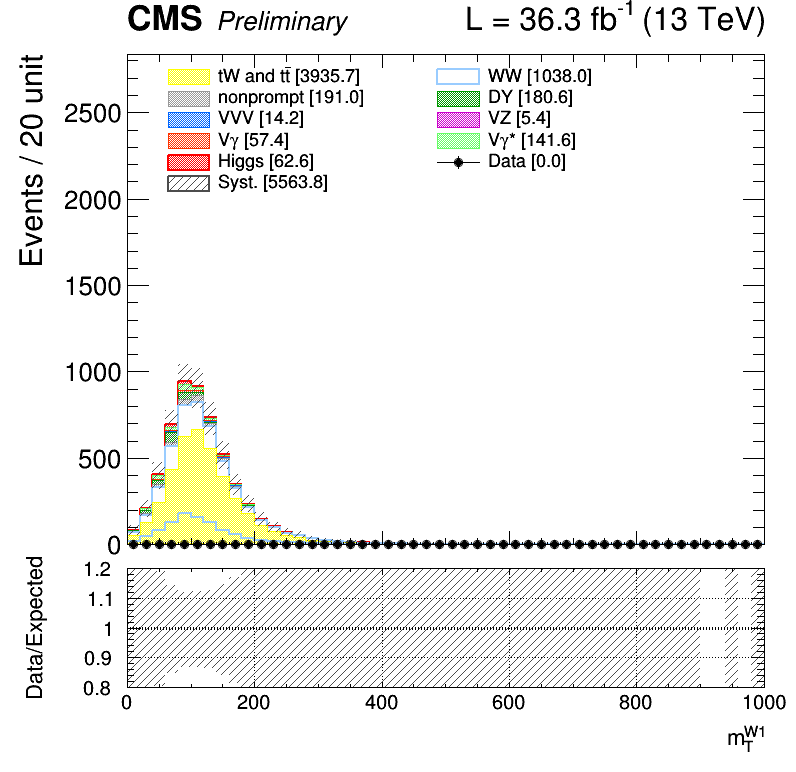 CMS Preliminary L = 36.3 fb⁻¹ (13 TeV)
Events / 20 unit
tW and tt̄ [3935.7]
WW [1038.0]
nonprompt [191.0]
DY [180.6]
VVV [14.2]
VZ [5.4]
Vγ [57.4]
Vγ* [141.6]
Higgs [62.6]
Data [0.0]
Syst. [5563.8]
2500
2000
1500
1000
500
0
Data/Expected
1.2
1.1
1
0.9
0.8
0 200 400 600 800 1000
m_T^W1